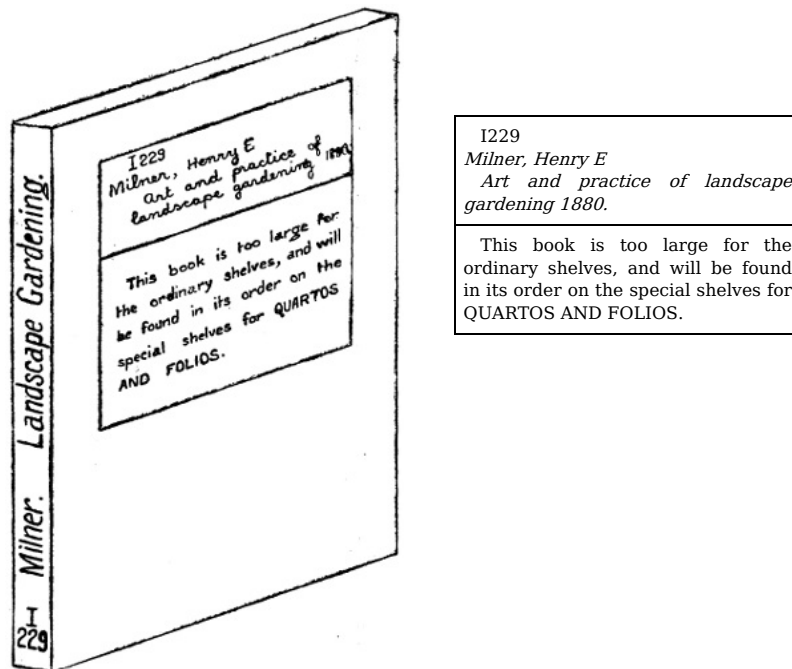 Milner. Landscape Gardening.
I
229
I229
Milner, Henry E
Art and practice of
landscape gardening
This book is too large for
the ordinary shelves, and will
be found in its order on the
special shelves for QUARTOS
AND FOLIOS.
I229
Milner, Henry E
Art and practice of landscape
gardening 1880.
This book is too large for the
ordinary shelves, and will be found
in its order on the special shelves for
QUARTOS AND FOLIOS.